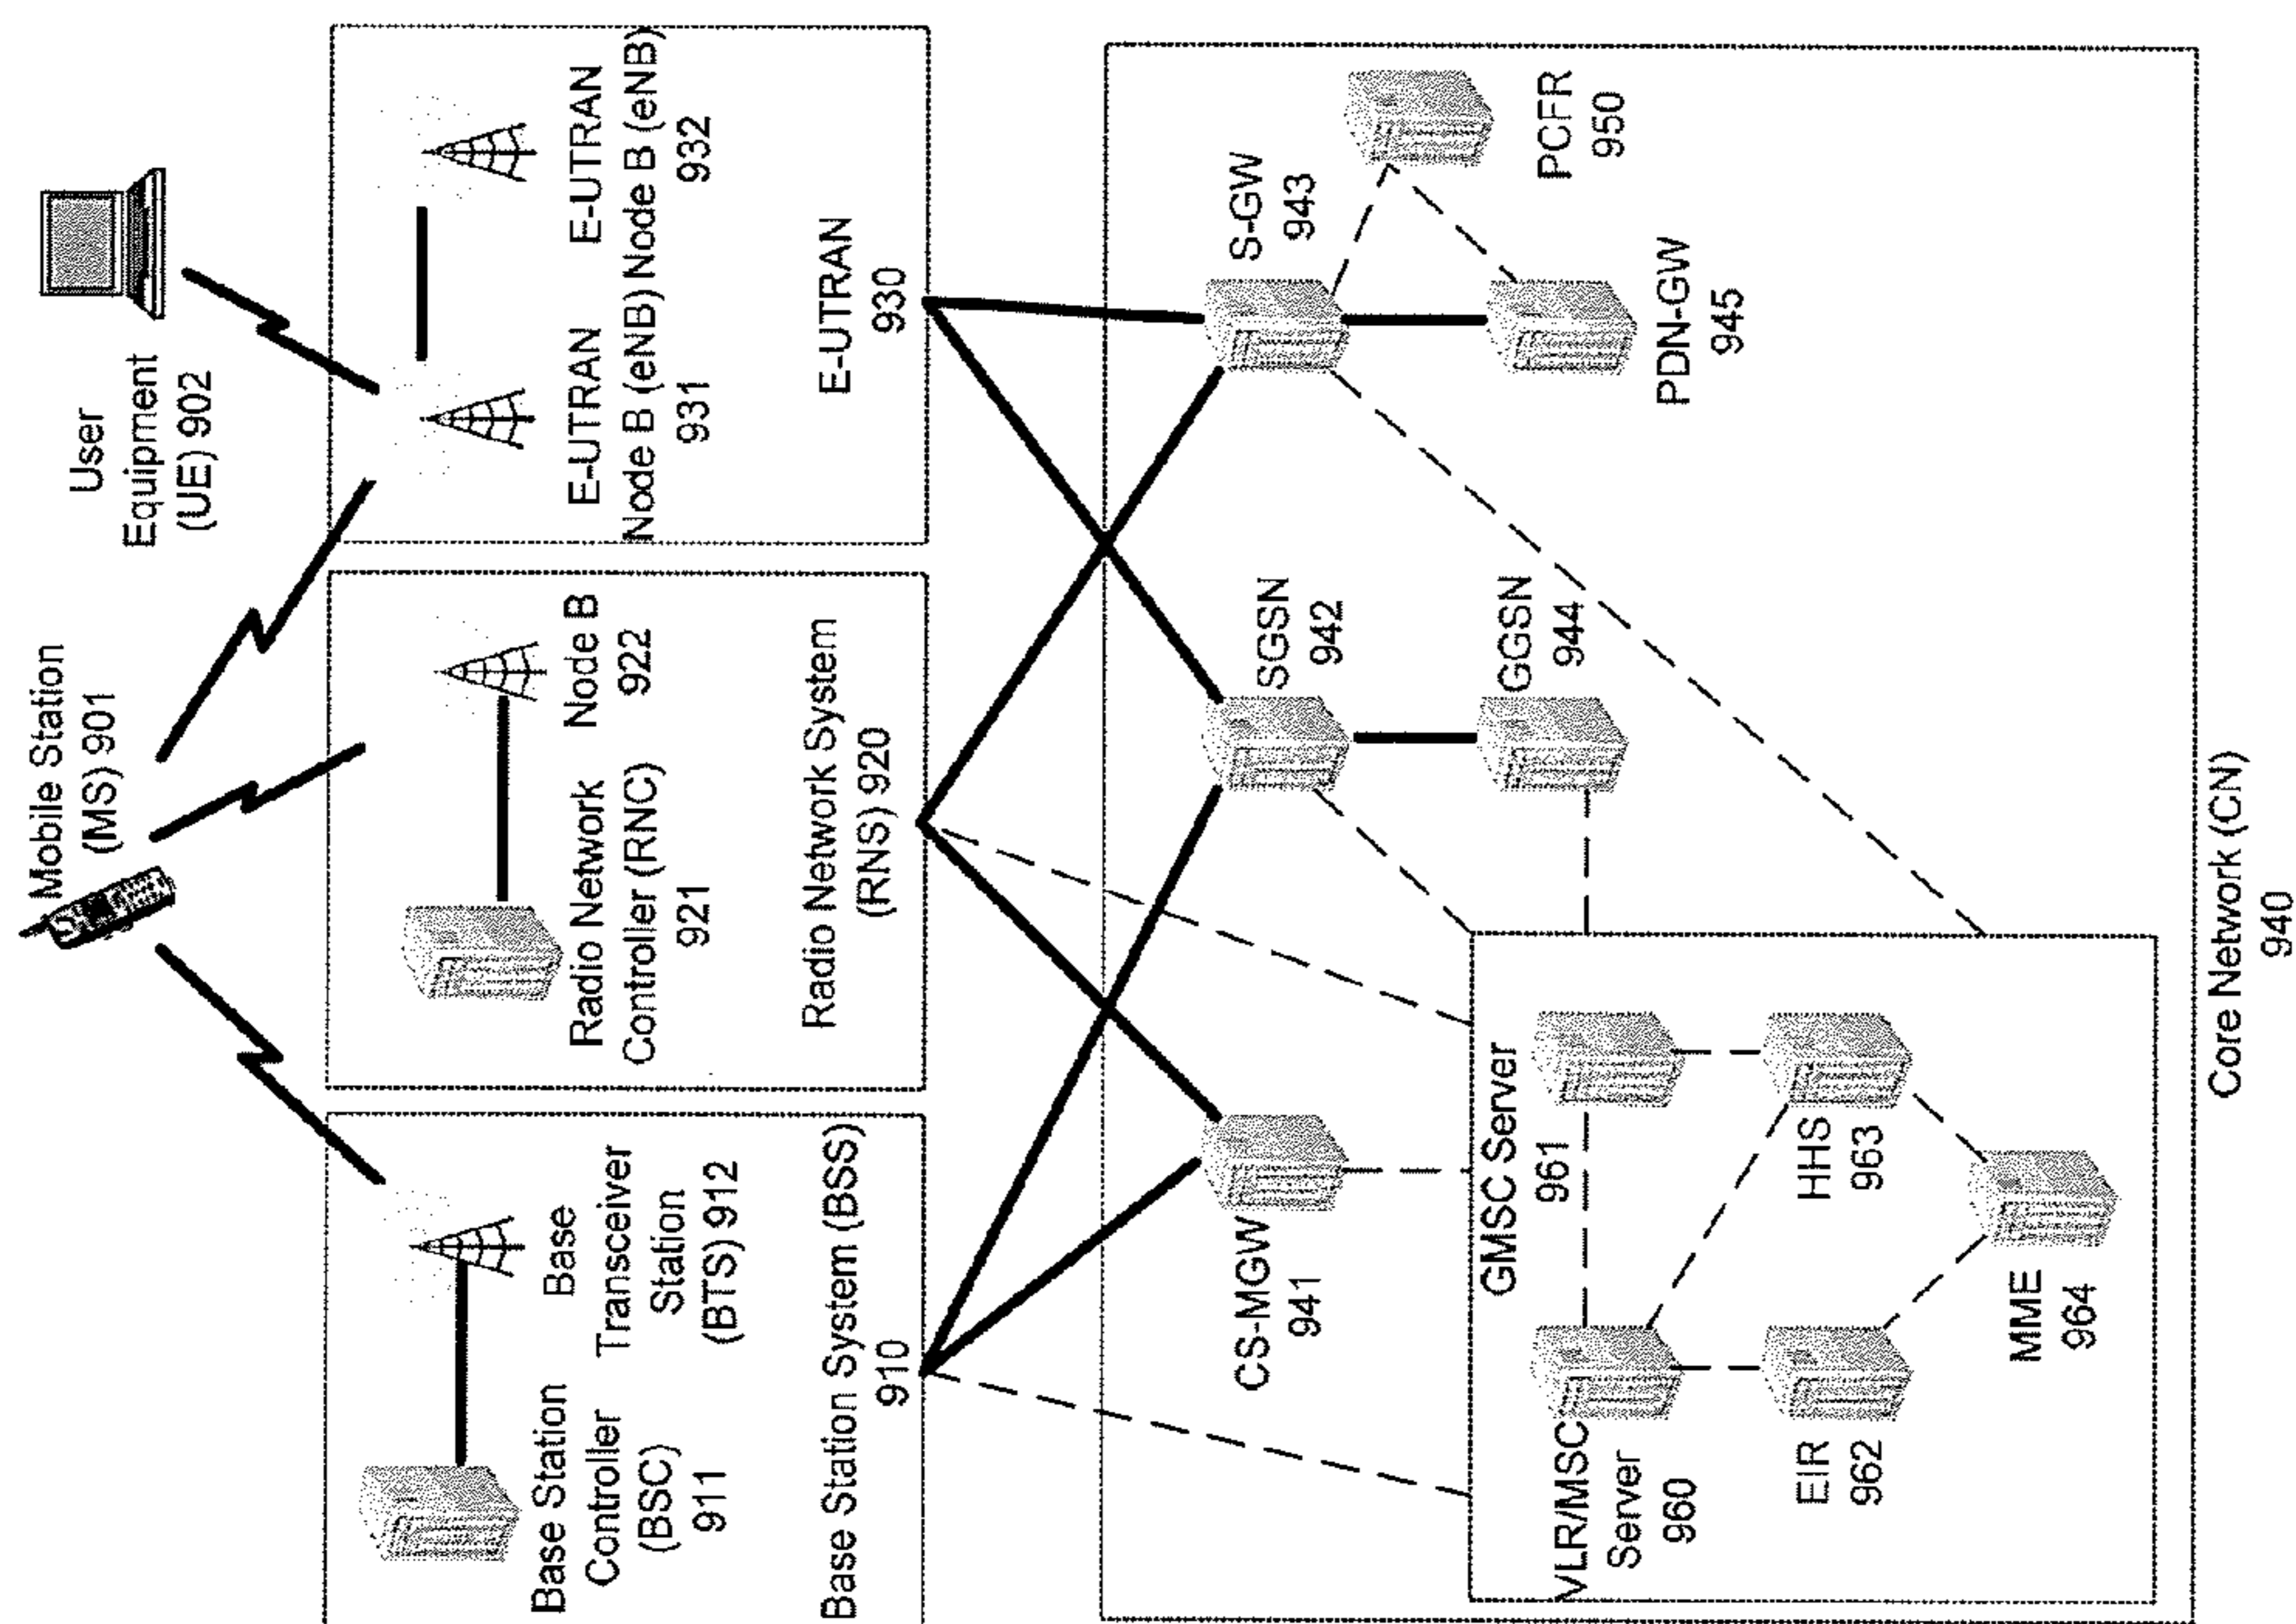 Mobile Station
(MS) 901
User
Equipment
(UE) 902
Base Station
Controller
(BSC)
911
Base
Transceiver
Station
(BTS) 912
Base Station System (BSS)
910
Radio Network
Controller (RNC)
921
Node B
922
Radio Network System
(RNS) 920
E-UTRAN
Node B (eNB)
931
E-UTRAN
Node B (eNB)
932
E-UTRAN
930
CS-MGW
941
SGSN
942
S-GW
943
GGSN
944
PDN-GW
945
PCFR
950
GMSC Server
961
VLR/MSC
Server
960
EIR
962
HHS
963
MME
964
Core Network (CN)
940